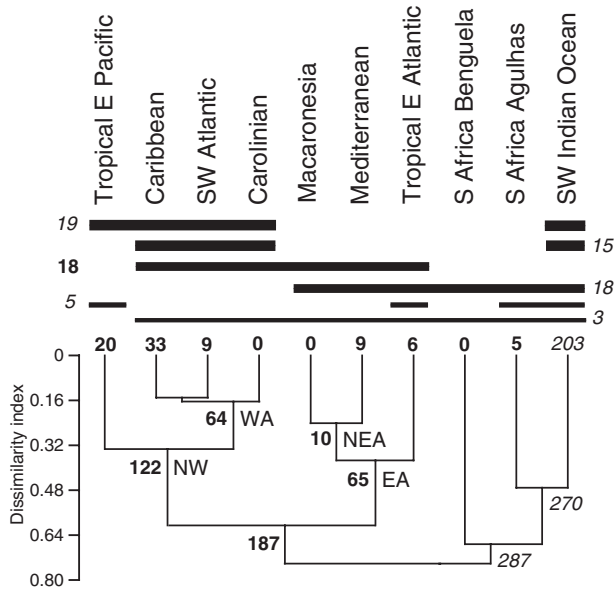 Tropical E Pacific
Caribbean
SW Atlantic
Carolinian
Macaronesia
Mediterranean
Tropical E Atlantic
S Africa Benguela
S Africa Agulhas
SW Indian Ocean
19
15
18
18
5
3
20 33 9 0 0 9 6 0 5 203
Dissimilarity index
0
0.16
0.32
0.48
0.64
0.80
64 WA
10 NEA
122 NW
65 EA
270
187
287